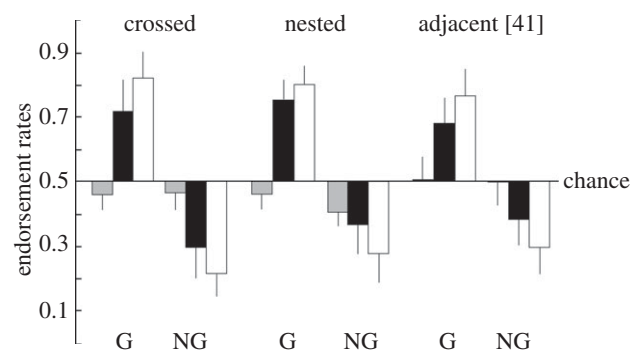 crossed nested adjacent [41]
0.9
0.7
0.5 chance
0.3
0.1
endorsement rates
G NG G NG G NG